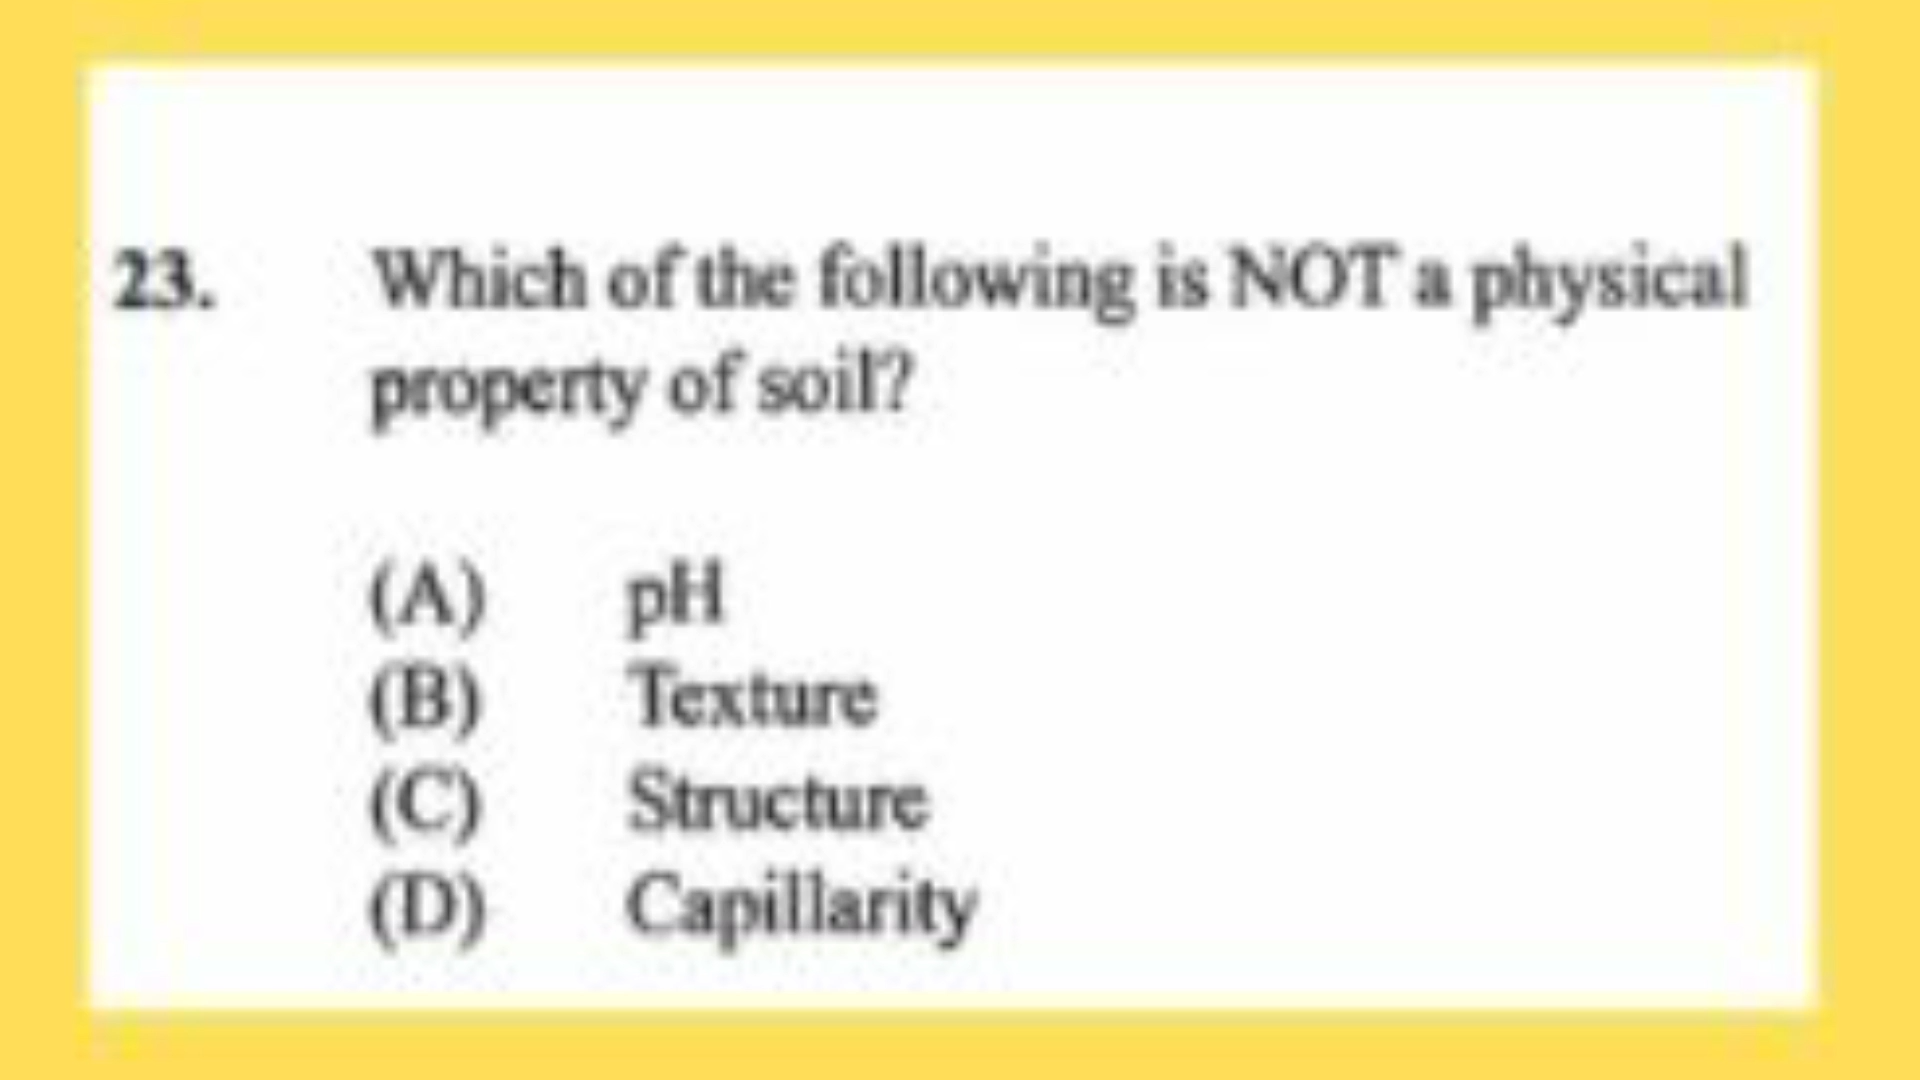 23. Which of the following is NOT a physical
property of soil?
(A) pH
(B) Texture
(C) Structure
(D) Capillarity